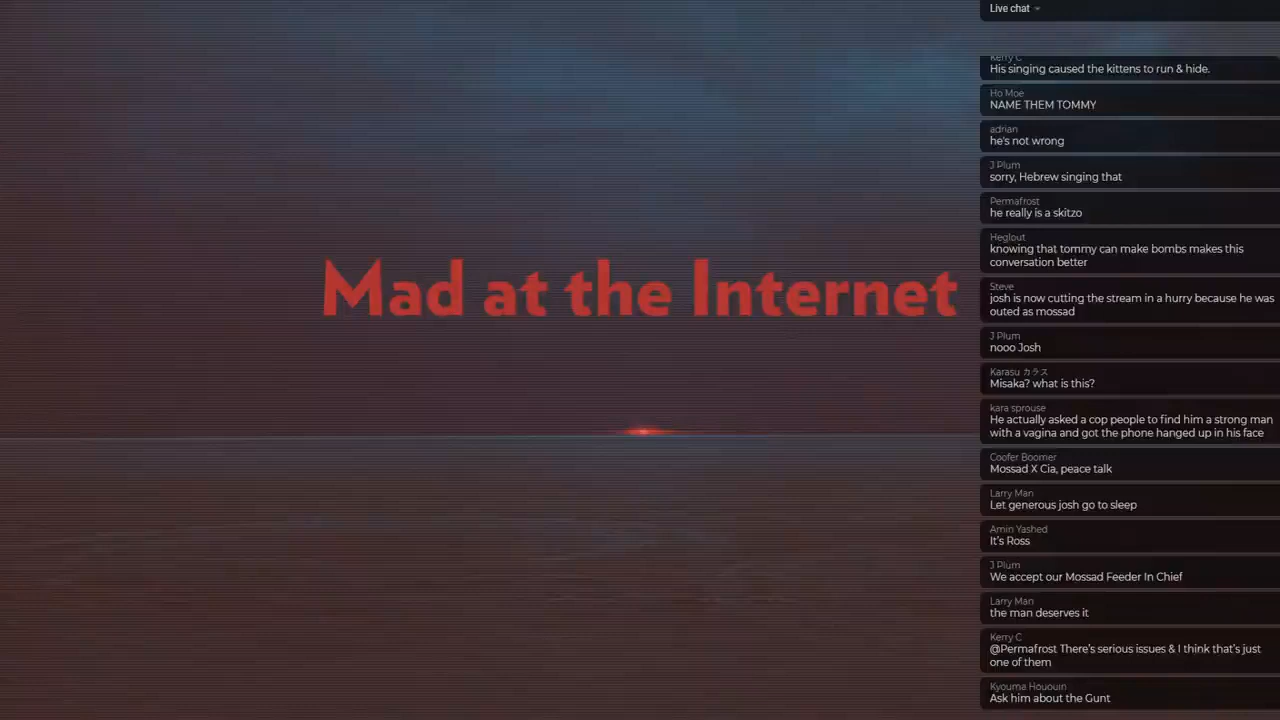 Live chat
Mad at the Internet
Kerry C
His singing caused the kittens to run & hide.
Ho Moe
NAME THEM TOMMY
adrian
he's not wrong
J Plum
sorry, Hebrew singing that
Permafrost
he really is a skitzo
Heglout
knowing that tommy can make bombs makes this
conversation better
Steve
josh is now cutting the stream in a hurry because he was
outed as mossad
J Plum
nooo Josh
Karasu カラス
Misaka? what is this?
kara sprouse
He actually asked a cop people to find him a strong man
with a vagina and got the phone hanged up in his face
Coofer Boomer
Mossad X Cia, peace talk
Larry Man
Let generous josh go to sleep
Amin Yashed
It's Ross
J Plum
We accept our Mossad Feeder In Chief
Larry Man
the man deserves it
Kerry C
@Permafrost There's serious issues & I think that's just
one of them
Kyouma Hououin
Ask him about the Gunt